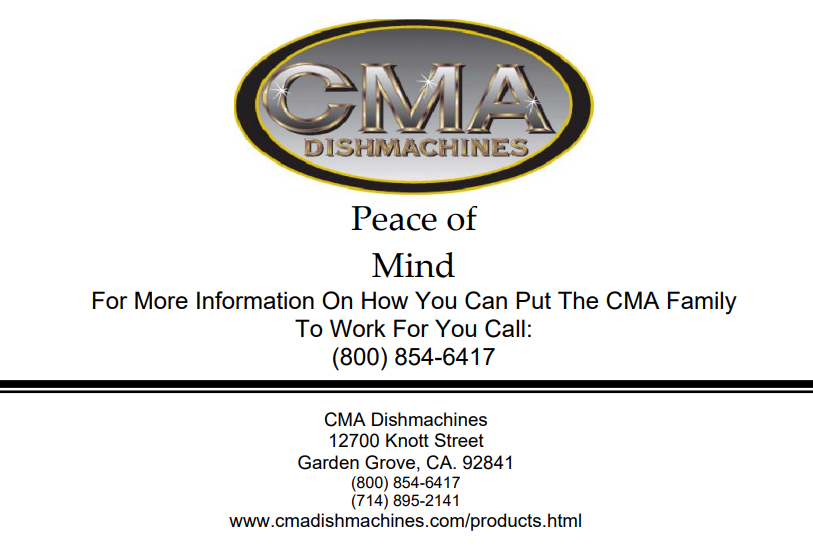 CMA
DISHMACHINES
Peace of
Mind
For More Information On How You Can Put The CMA Family
To Work For You Call:
(800) 854-6417
CMA Dishmachines
12700 Knott Street
Garden Grove, CA. 92841
(800) 854-6417
(714) 895-2141
www.cmadishmachines.com/products.html